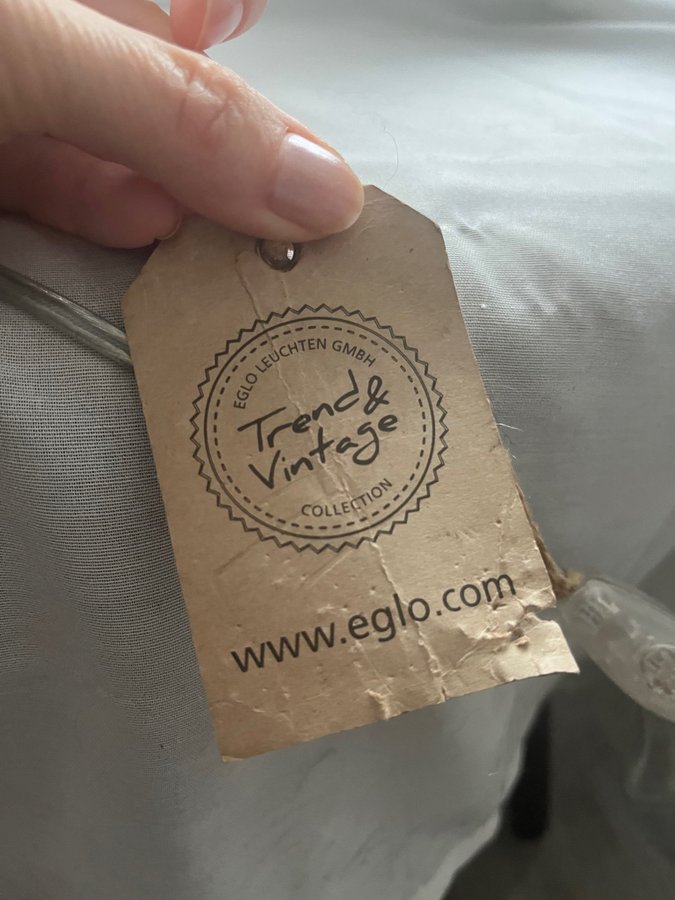 EGLO LEUCHTEN GMBH
Trend &
Vintage
COLLECTION
www.eglo.com